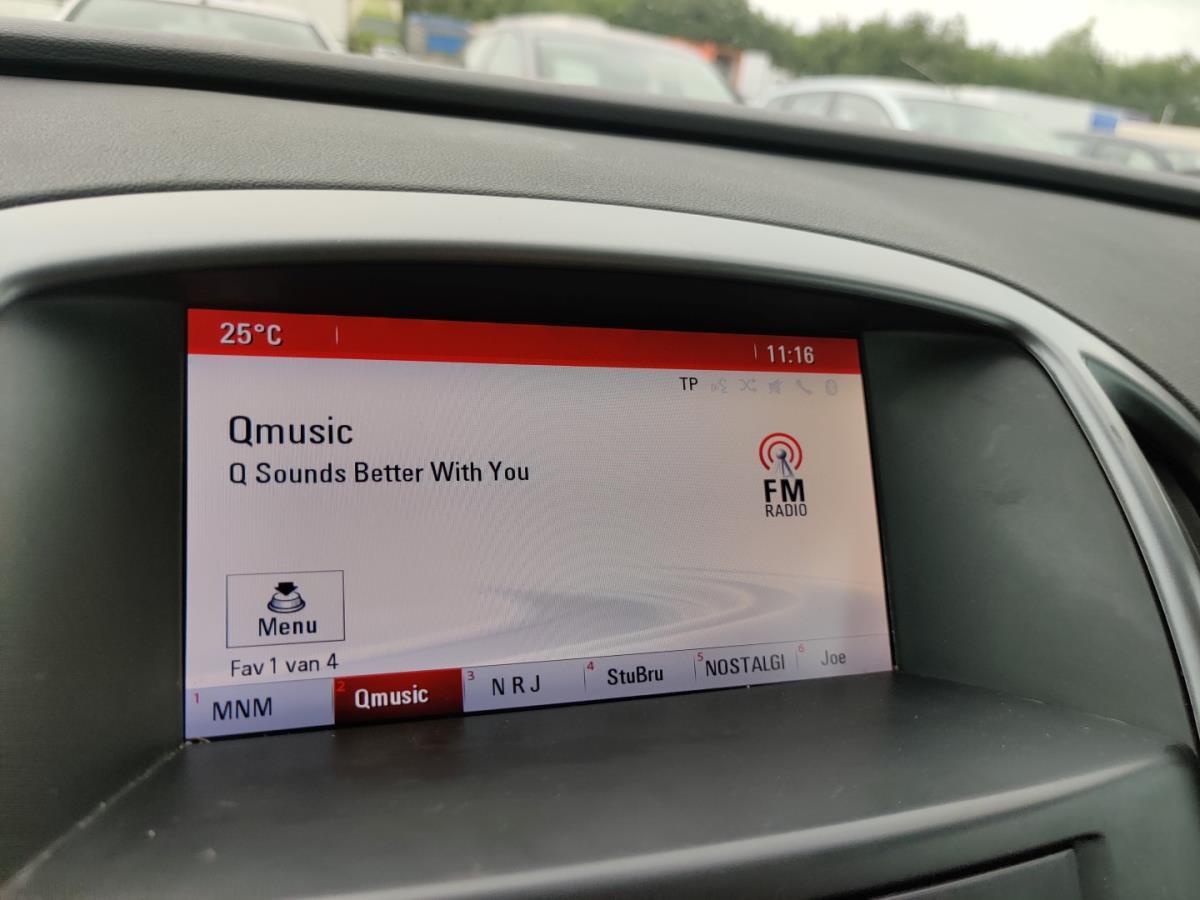 25°C 11:16
TP
Qmusic
Q Sounds Better With You
FM
RADIO
Menu
Fav 1 van 4
1 MNM 2 Qmusic 3 N R J 4 StuBru 5 NOSTALGI 6 Joe